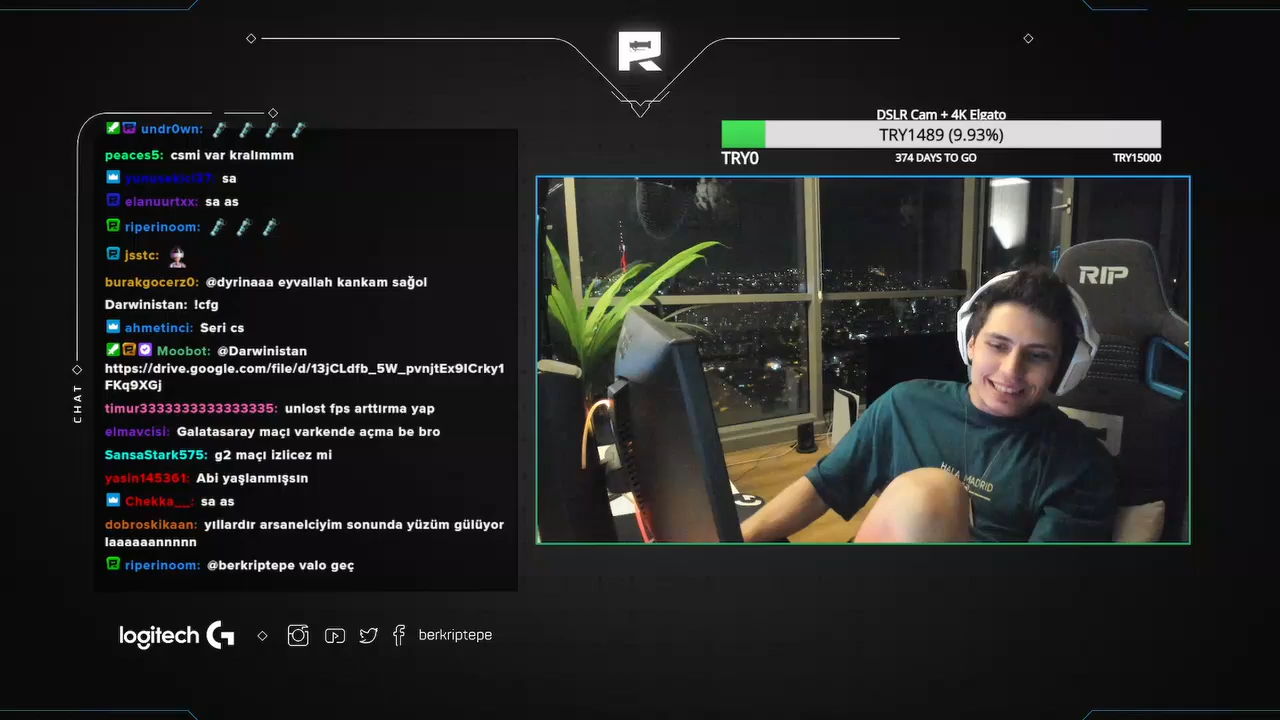 R
DSLR Cam + 4K Elgato
TRY1489 (9.93%)
TRY0 374 DAYS TO GO TRY15000
CHAT
undr0wn:
peaces5: csmi var kralımmm
sa
elanuurtxx: sa as
riperinoom:
jsstc:
burakgocerz0: @dyrinaaa eyvallah kankam sağol
Darwinistan: !cfg
ahmetinci: Seri cs
Moobot: @Darwinistan
https://drive.google.com/file/d/13jCLdfb_5W_pvnjtEx9ICrky1
FKq9XGj
timur3333333333333335: unlost fps arttırma yap
elmavcisi: Galatasaray maçı varkende açma be bro
SansaStark575: g2 maçı izlicez mi
yasin145361: Abi yaşlanmışsın
Chekka__: sa as
dobroskikaan: yıllardır arsanelciyim sonunda yüzüm gülüyor
laaaaaannnnn
riperinoom: @berkriptepe valo geç
RIP
HALA MADRID
logitech G berkriptepe